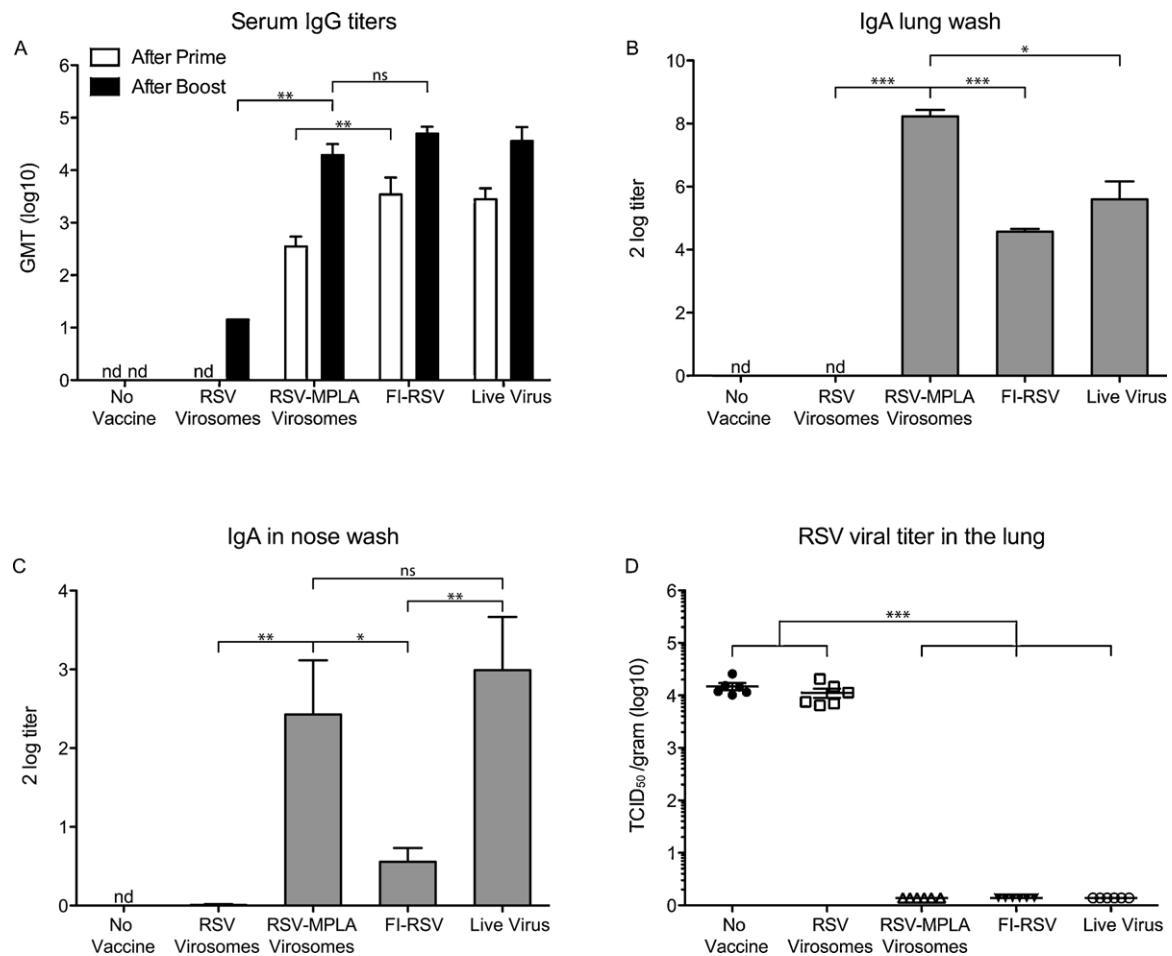 Serum IgG titers
A
After Prime
After Boost
GMT (log10)
6
5
4
3
2
1
0
**
**
ns
nd nd
nd
No Vaccine
RSV Virosomes
RSV-MPLA Virosomes
FI-RSV
Live Virus
IgA lung wash
B
2 log titer
10
8
6
4
2
0
***
***
*
nd
nd
No Vaccine
RSV Virosomes
RSV-MPLA Virosomes
FI-RSV
Live Virus
IgA in nose wash
C
2 log titer
4
3
2
1
0
ns
**
**
*
nd
No Vaccine
RSV Virosomes
RSV-MPLA Virosomes
FI-RSV
Live Virus
RSV viral titer in the lung
D
TCID₅₀ /gram (log10)
6
5
4
3
2
1
0
***
No Vaccine
RSV Virosomes
RSV-MPLA Virosomes
FI-RSV
Live Virus